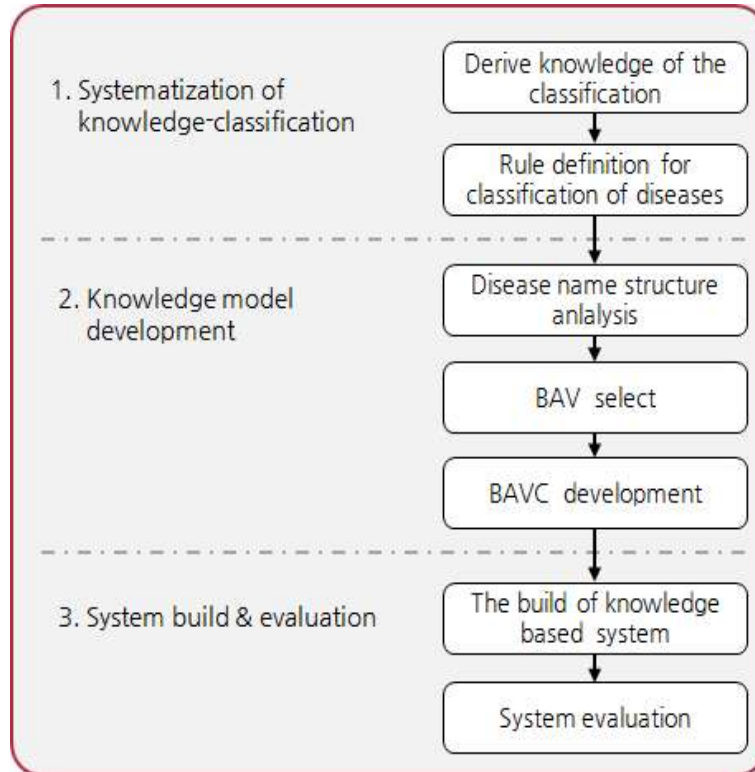 1. Systematization of
knowledge-classification
Derive knowledge of the
classification
Rule definition for
classification of diseases
2. Knowledge model
development
Disease name structure
anlalysis
BAV select
BAVC development
3. System build & evaluation
The build of knowledge
based system
System evaluation